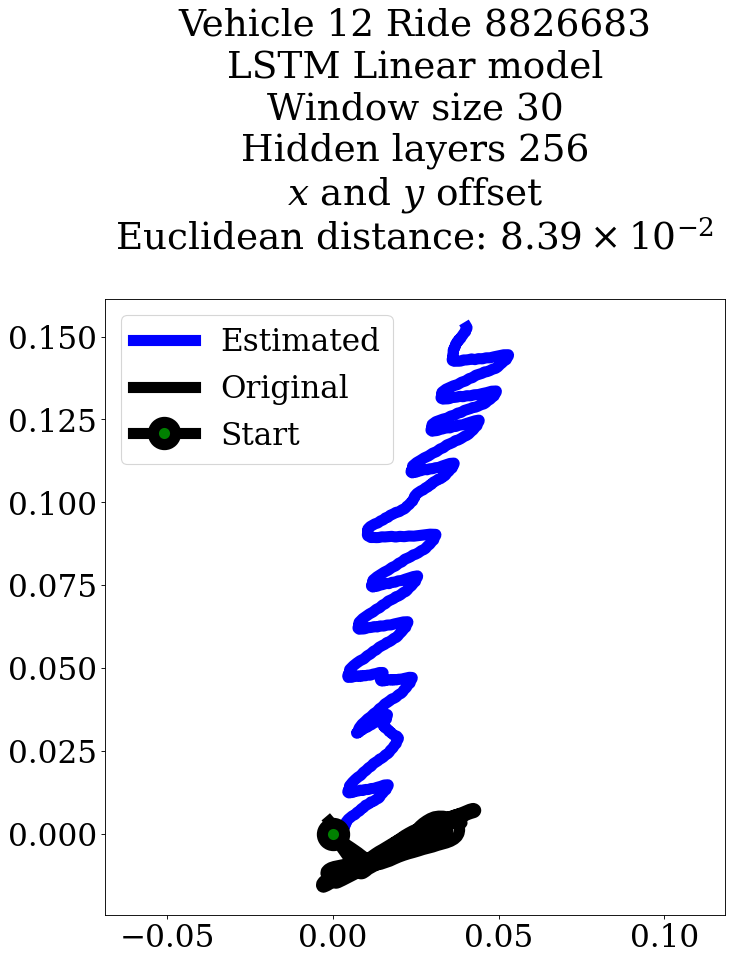 Vehicle 12 Ride 8826683
LSTM Linear model
Window size 30
Hidden layers 256
x and y offset
Euclidean distance: 8.39 × 10⁻²
Estimated
Original
Start
0.150
0.125
0.100
0.075
0.050
0.025
0.000
−0.05 0.00 0.05 0.10